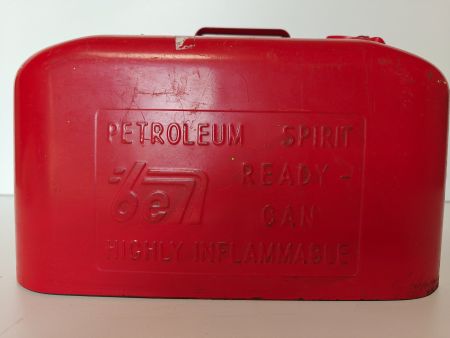 PETROLEUM SPIRIT
READY-
CAN
HIGHLY INFLAMMABLE